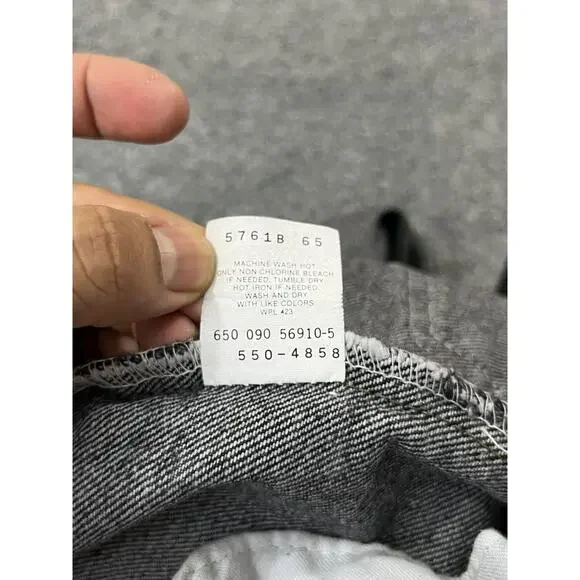 5761B 65
MACHINE WASH HOT
ONLY NON CHLORINE BLEACH
IF NEEDED, TUMBLE DRY
HOT IRON IF NEEDED
WASH AND DRY
WITH LIKE COLORS
WPL 423
650 090 56910-5
550-4858